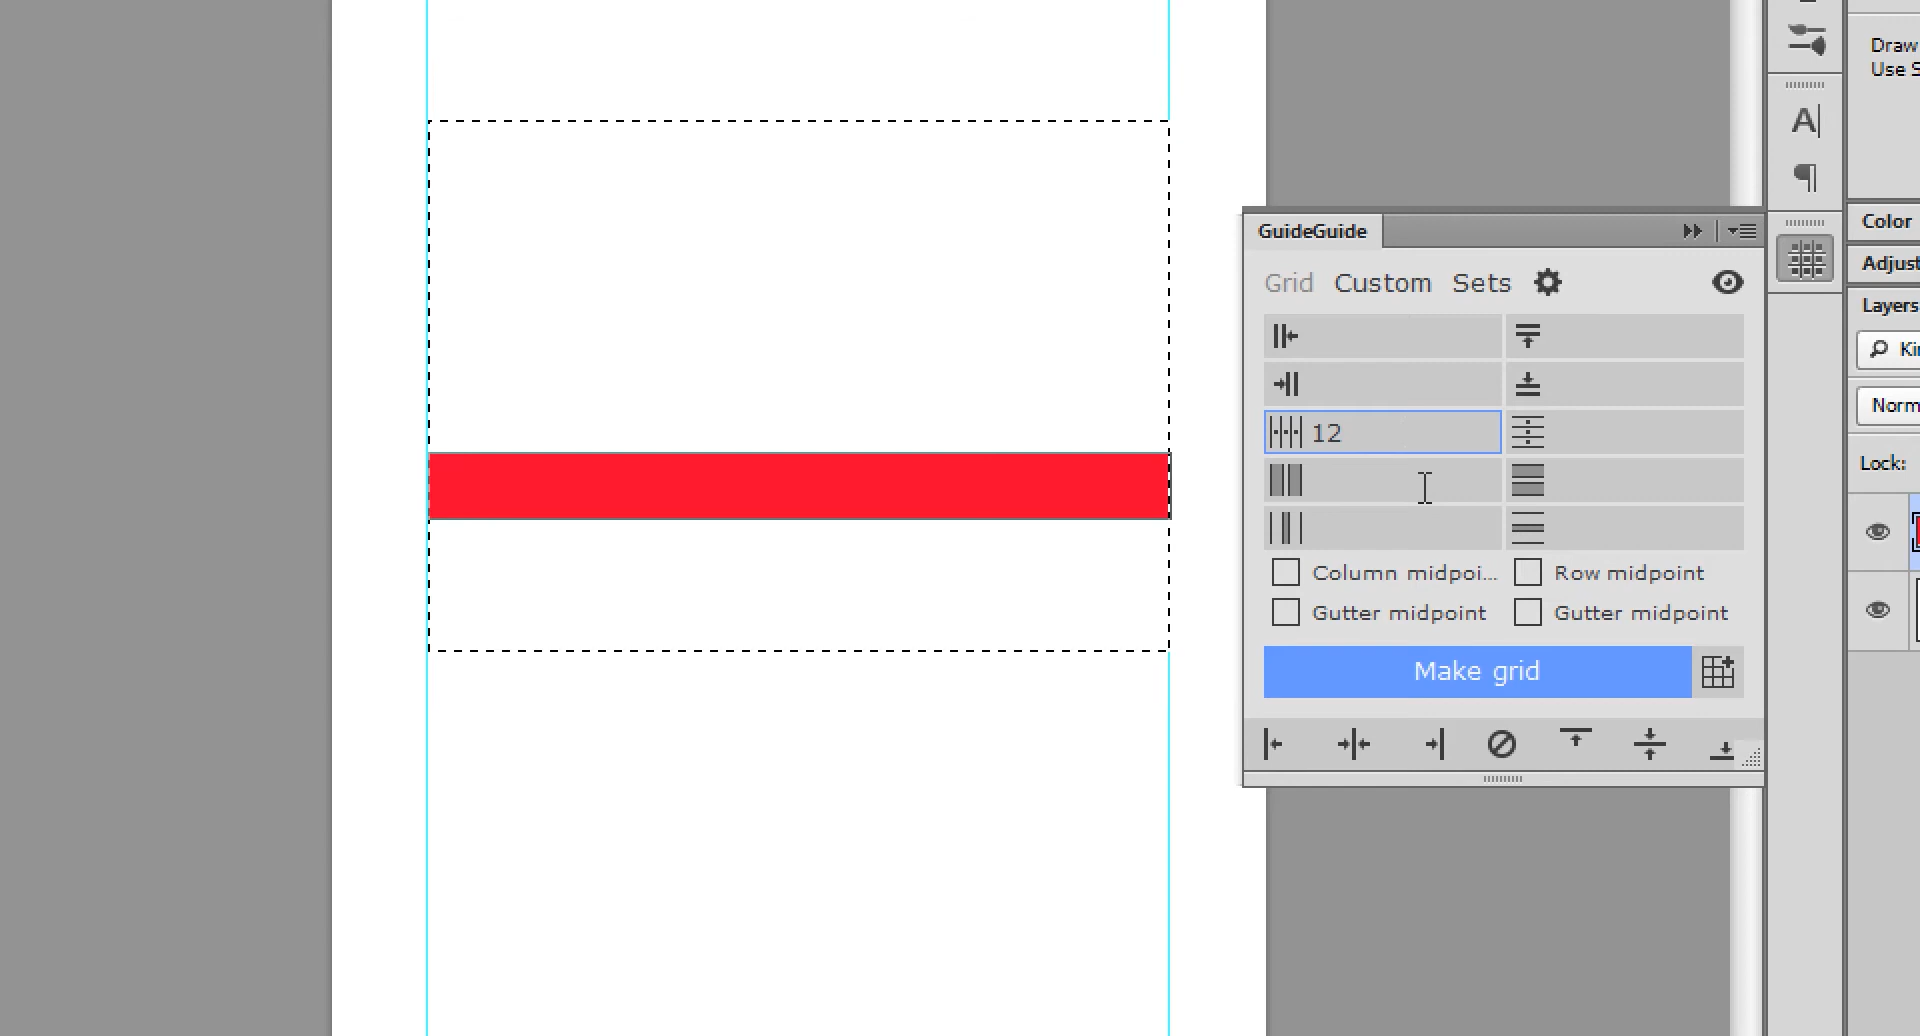 Draw
Use S
A
¶
GuideGuide
Color
Grid Custom Sets
Adjust
Layers
12
Norm
Lock:
Column midpoi... Row midpoint
Gutter midpoint Gutter midpoint
Make grid